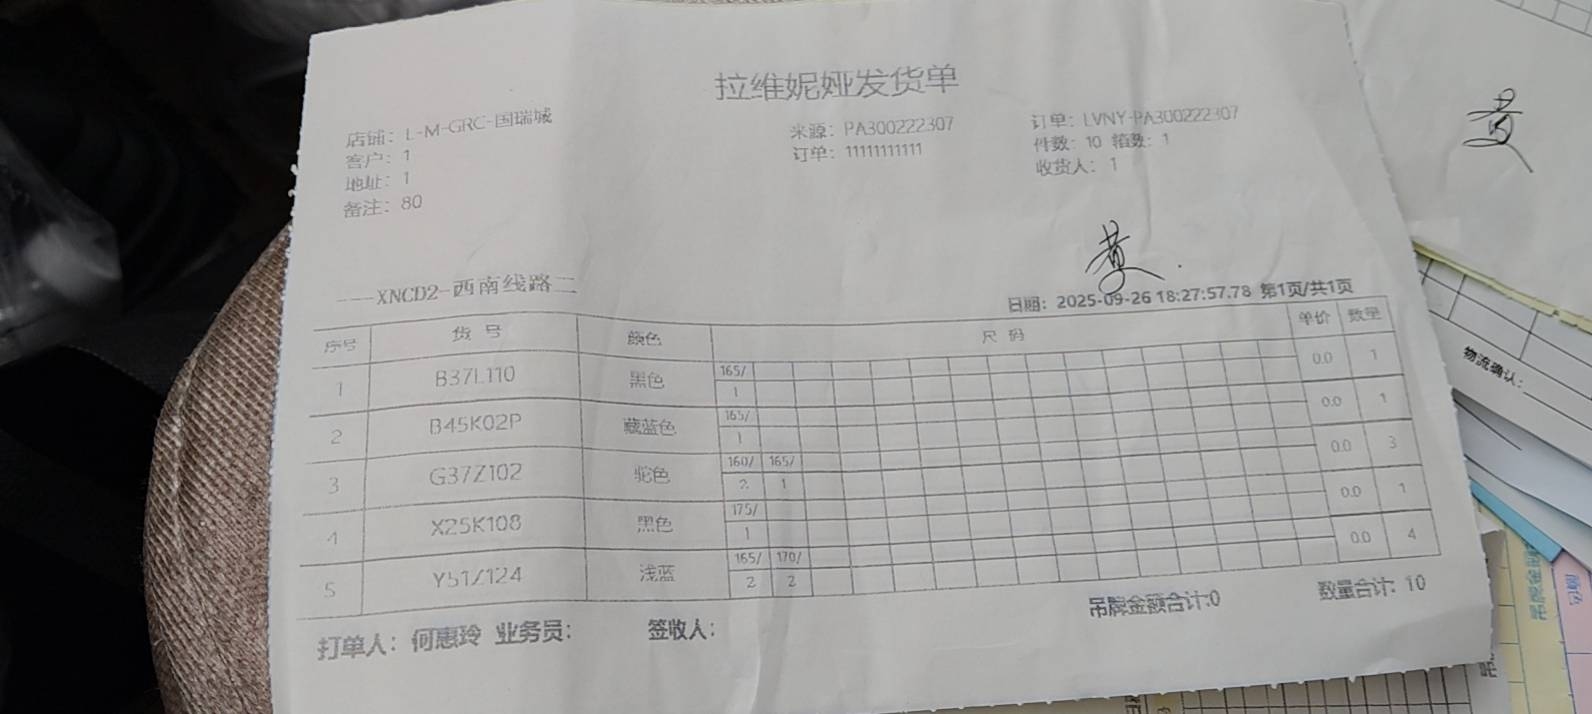 拉维妮娅发货单
店铺：L-M-GRC-国瑞城
来源：PA300222307
订单：LVNY-PA300222307
客户：1
订单：11111111111
件数：10 箱数：1
地址：1
收货人：1
备注：80
黄
---XNCD2-西南线路二
日期：2025-09-26 18:27:57.78 第1页/共1页
序号 货号 颜色 尺码 单价 数量
1 B37L110 黑色 165/ 0.0 1
1
2 B45K02P 藏蓝色 165/ 0.0 1
1
3 G37Z102 驼色 160/ 165/ 0.0 3
2 1
4 X25K108 黑色 175/ 0.0 1
1
5 Y51Z124 浅蓝 165/ 170/ 0.0 4
2 2
吊牌金额合计:0
数量合计: 10
打单人：何惠玲 业务员：
签收人：
黄
物流确认：